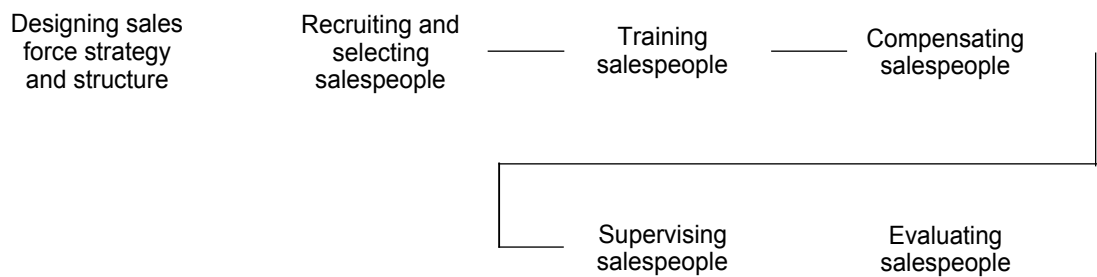 Designing sales
force strategy
and structure
Recruiting and
selecting
salespeople
Training
salespeople
Compensating
salespeople
Supervising
salespeople
Evaluating
salespeople